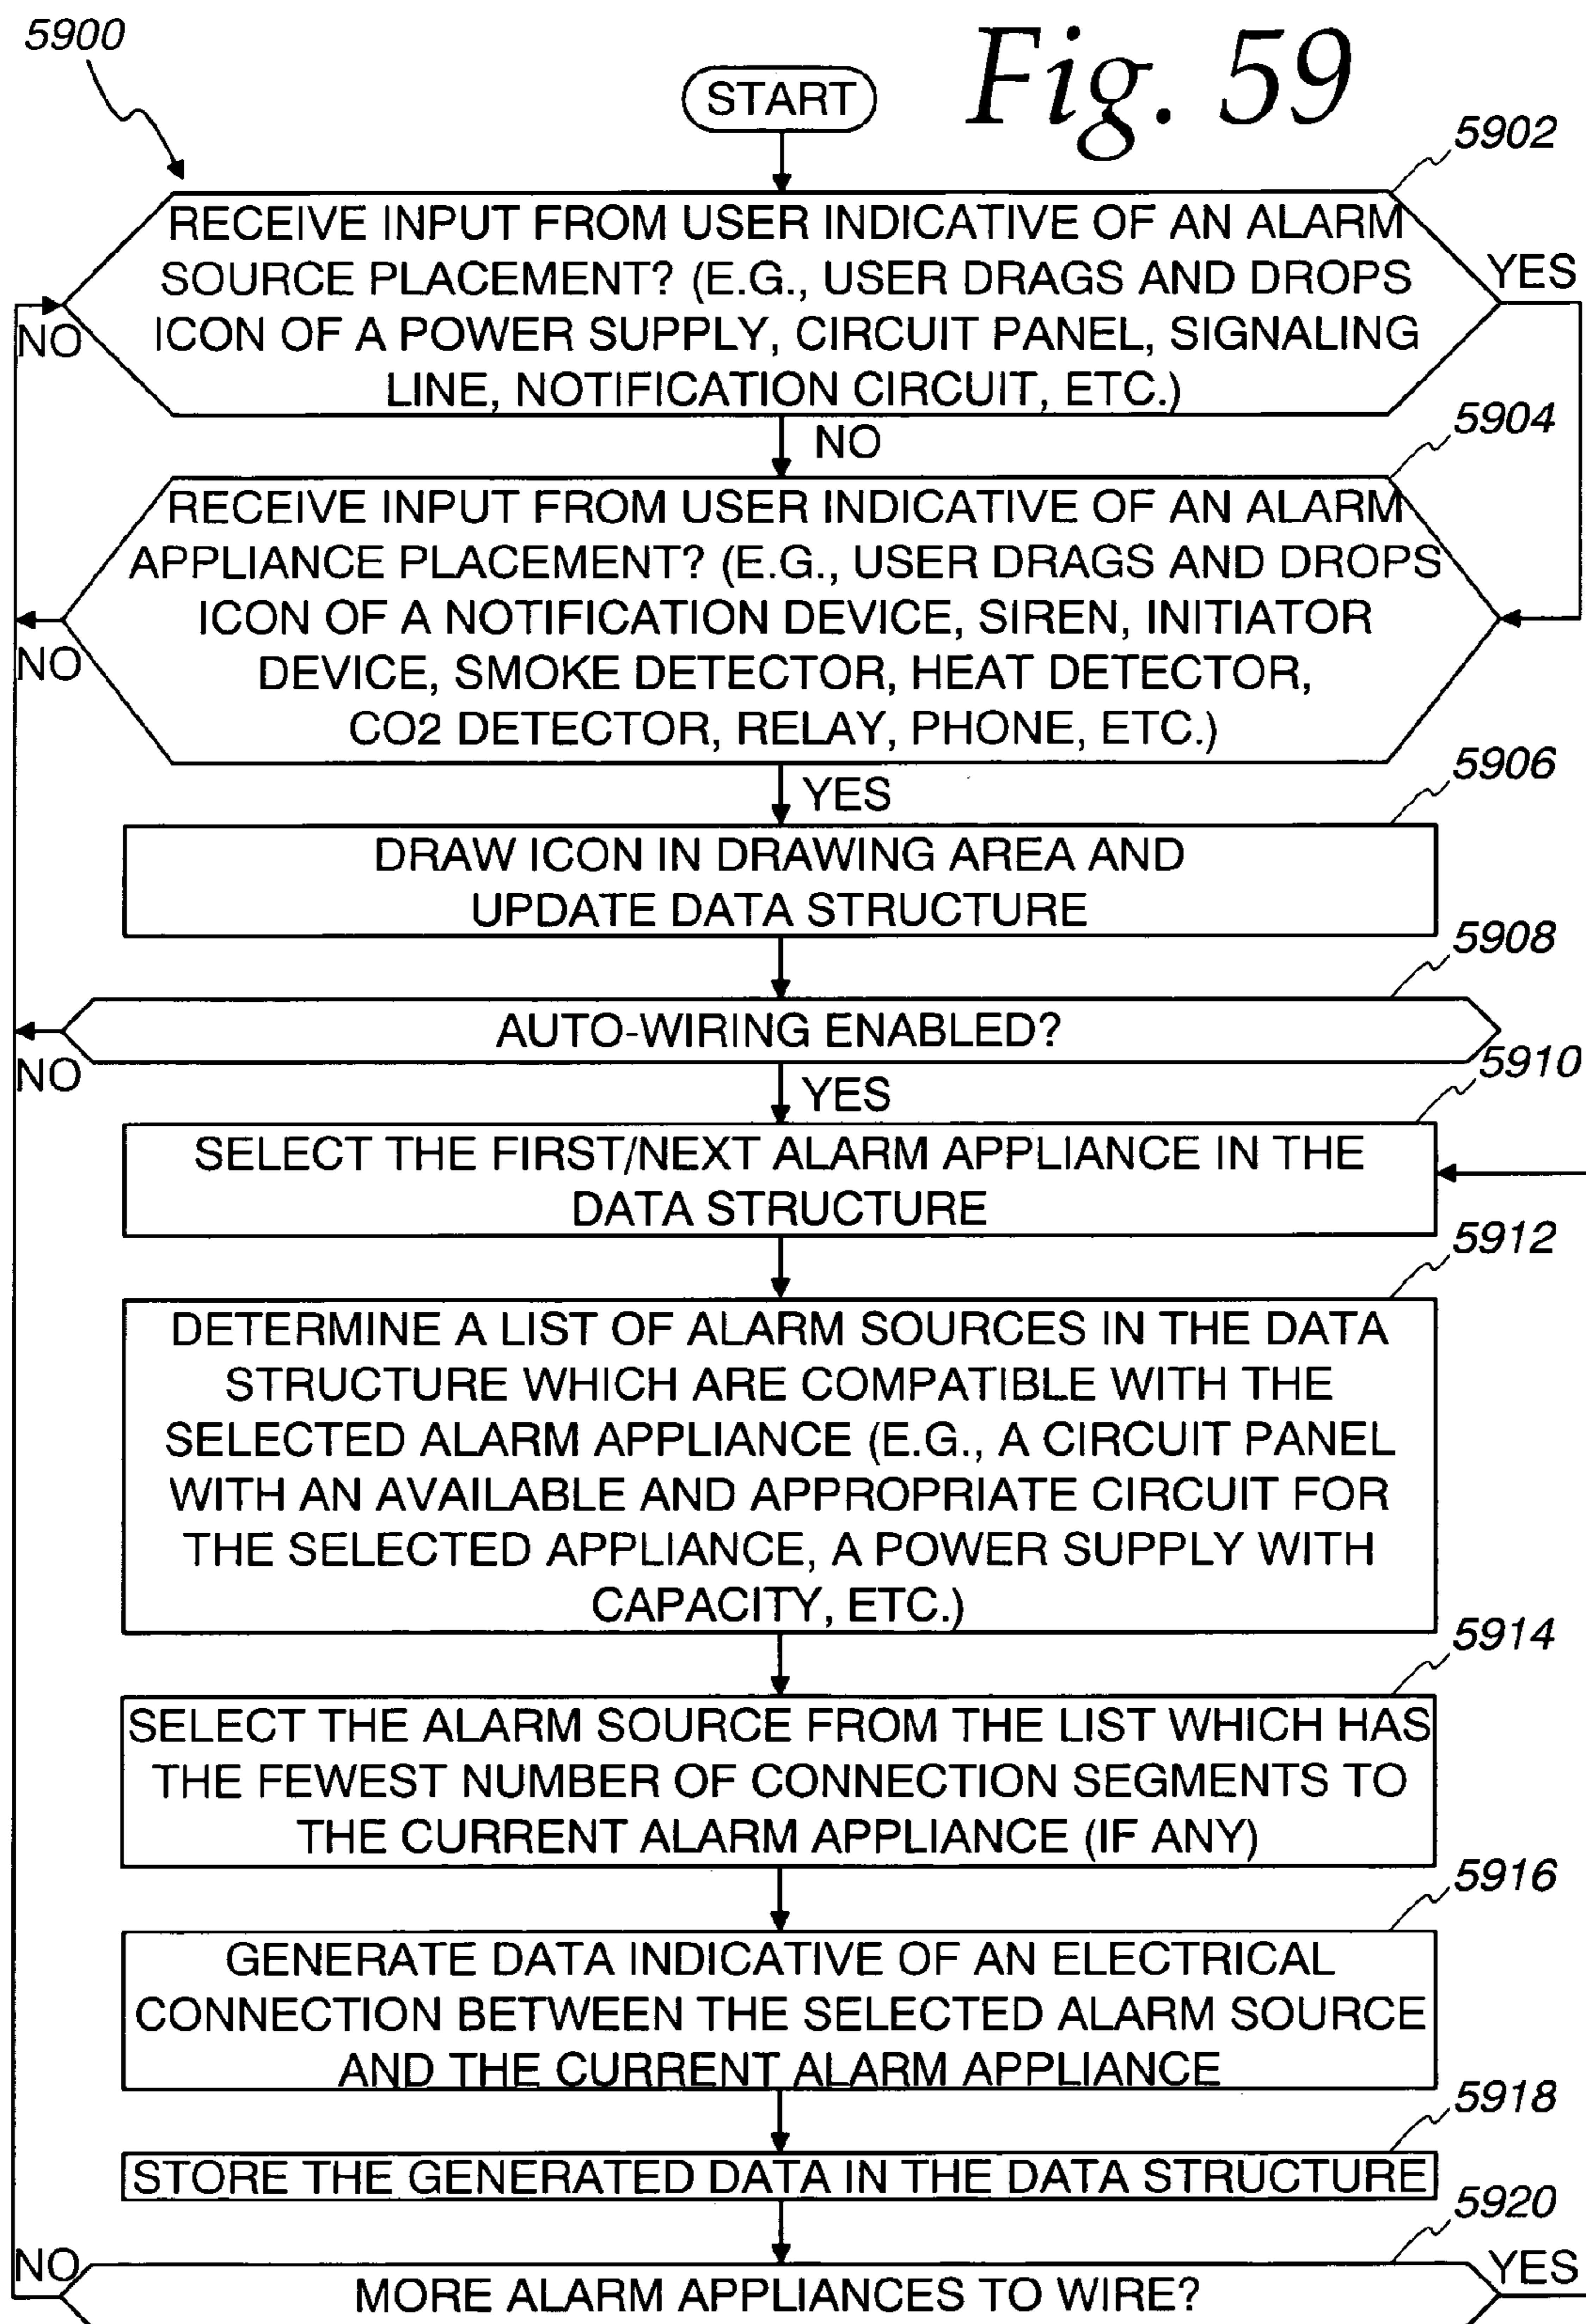 5900
Fig. 59
START
5902
RECEIVE INPUT FROM USER INDICATIVE OF AN ALARM
SOURCE PLACEMENT? (E.G., USER DRAGS AND DROPS
ICON OF A POWER SUPPLY, CIRCUIT PANEL, SIGNALING
LINE, NOTIFICATION CIRCUIT, ETC.)
YES
NO
NO
5904
RECEIVE INPUT FROM USER INDICATIVE OF AN ALARM
APPLIANCE PLACEMENT? (E.G., USER DRAGS AND DROPS
ICON OF A NOTIFICATION DEVICE, SIREN, INITIATOR
DEVICE, SMOKE DETECTOR, HEAT DETECTOR,
CO2 DETECTOR, RELAY, PHONE, ETC.)
NO
YES
5906
DRAW ICON IN DRAWING AREA AND
UPDATE DATA STRUCTURE
5908
AUTO-WIRING ENABLED?
NO
YES
5910
SELECT THE FIRST/NEXT ALARM APPLIANCE IN THE
DATA STRUCTURE
5912
DETERMINE A LIST OF ALARM SOURCES IN THE DATA
STRUCTURE WHICH ARE COMPATIBLE WITH THE
SELECTED ALARM APPLIANCE (E.G., A CIRCUIT PANEL
WITH AN AVAILABLE AND APPROPRIATE CIRCUIT FOR
THE SELECTED APPLIANCE, A POWER SUPPLY WITH
CAPACITY, ETC.)
5914
SELECT THE ALARM SOURCE FROM THE LIST WHICH HAS
THE FEWEST NUMBER OF CONNECTION SEGMENTS TO
THE CURRENT ALARM APPLIANCE (IF ANY)
5916
GENERATE DATA INDICATIVE OF AN ELECTRICAL
CONNECTION BETWEEN THE SELECTED ALARM SOURCE
AND THE CURRENT ALARM APPLIANCE
5918
STORE THE GENERATED DATA IN THE DATA STRUCTURE
5920
NO
MORE ALARM APPLIANCES TO WIRE?
YES